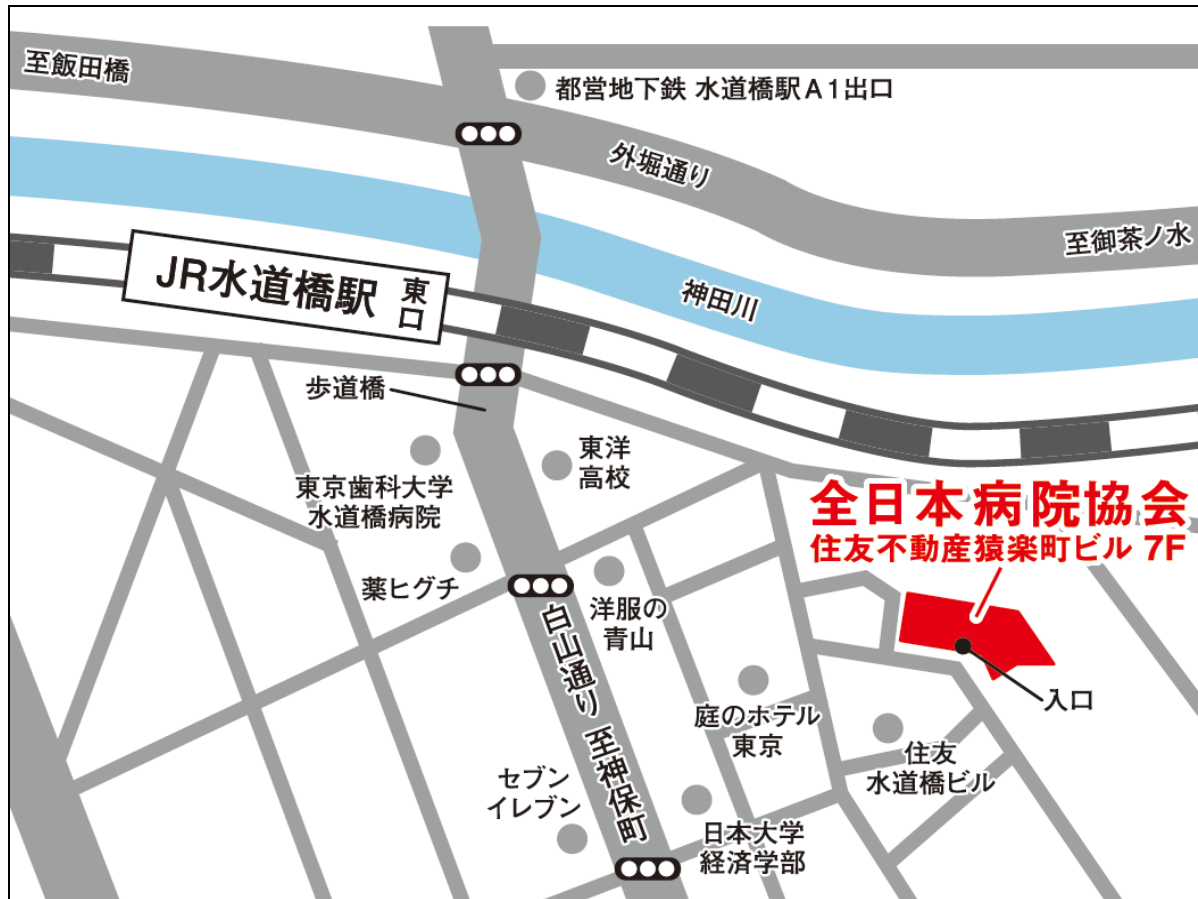 至飯田橋
都営地下鉄 水道橋駅A1出口
外堀通り
至御茶ノ水
JR水道橋駅 東口
神田川
歩道橋
東洋
高校
東京歯科大学
水道橋病院
全日本病院協会
住友不動産猿楽町ビル 7F
薬ヒグチ
洋服の
青山
白山通り 至神保町
入口
庭のホテル
東京
住友
水道橋ビル
セブン
イレブン
日本大学
経済学部